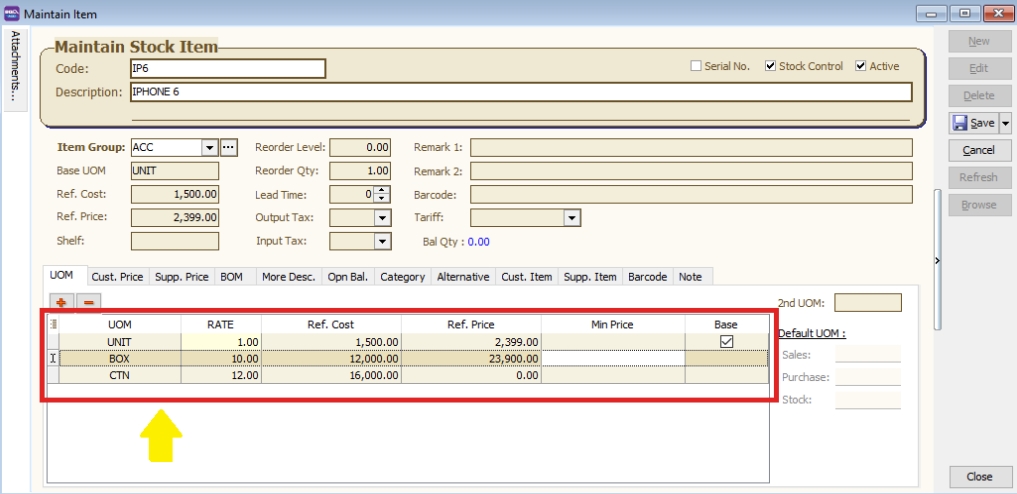 Maintain Item
Attachments...
Maintain Stock Item
Code: IP6
Serial No. Stock Control Active
Description: IPHONE 6
Item Group: ACC Reorder Level: 0.00 Remark 1:
Base UOM UNIT Reorder Qty: 1.00 Remark 2:
Ref. Cost: 1,500.00 Lead Time: 0 Barcode:
Ref. Price: 2,399.00 Output Tax: Tariff:
Shelf: Input Tax: Bal Qty : 0.00
UOM Cust. Price Supp. Price BOM More Desc. Opn Bal. Category Alternative Cust. Item Supp. Item Barcode Note
UOM RATE Ref. Cost Ref. Price Min Price Base
UNIT 1.00 1,500.00 2,399.00
BOX 10.00 12,000.00 23,900.00
CTN 12.00 16,000.00 0.00
2nd UOM:
Default UOM :
Sales:
Purchase:
Stock:
New
Edit
Delete
Save
Cancel
Refresh
Browse
Close